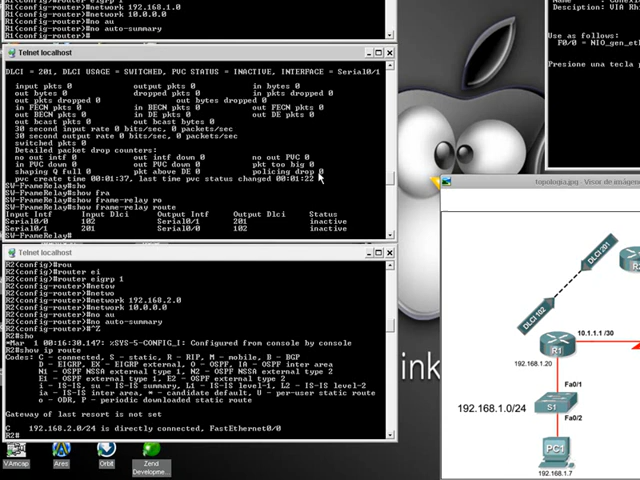 R1(config-router)#network 192.168.1.0
R1(config-router)#network 10.0.0.0
R1(config-router)#no au
R1(config-router)#no auto-summary
R1(config-router)#
Telnet localhost
DLCI = 201, DLCI USAGE = SWITCHED, PVC STATUS = INACTIVE, INTERFACE = Serial0/1
input pkts 0 output pkts 0 in bytes 0
out bytes 0 dropped pkts 0 in pkts dropped 0
out pkts dropped 0 out bytes dropped 0
in FECN pkts 0 in BECN pkts 0 out FECN pkts 0
out BECN pkts 0 in DE pkts 0 out DE pkts 0
out bcast pkts 0 out bcast bytes 0
30 second input rate 0 bits/sec, 0 packets/sec
30 second output rate 0 bits/sec, 0 packets/sec
switched pkts 0
Detailed packet drop counters:
no out intf 0 out intf down 0 no out PVC 0
in PVC down 0 out PVC down 0 pkt too big 0
shaping Q full 0 pkt above DE 0 policing drop 0
pvc create time 00:01:37, last time pvc status changed 00:01:22
SW-FrameRelay#sho
SW-FrameRelay#show fra
SW-FrameRelay#show frame-relay ro
SW-FrameRelay#show frame-relay route
Input Intf Input Dlci Output Intf Output Dlci Status
Serial0/0 102 Serial0/1 201 inactive
Serial0/1 201 Serial0/0 102 inactive
SW-FrameRelay#
Telnet localhost
R2(config)#rou
R2(config)#router ei
R2(config)#router eigrp 1
R2(config-router)#netow
R2(config-router)#netwo
R2(config-router)#network 192.168.2.0
R2(config-router)#network 10.0.0.0
R2(config-router)#no au
R2(config-router)#no auto-summary
R2(config-router)#^Z
R2#sho
*Mar 1 00:16:30.147: %SYS-5-CONFIG_I: Configured from console by console
R2#show ip route
Codes: C - connected, S - static, R - RIP, M - mobile, B - BGP
D - EIGRP, EX - EIGRP external, O - OSPF, IA - OSPF inter area
N1 - OSPF NSSA external type 1, N2 - OSPF NSSA external type 2
E1 - OSPF external type 1, E2 - OSPF external type 2
i - IS-IS, su - IS-IS summary, L1 - IS-IS level-1, L2 - IS-IS level-2
ia - IS-IS inter area, * - candidate default, U - per-user static route
o - ODR, P - periodic downloaded static route
Gateway of last resort is not set
C 192.168.2.0/24 is directly connected, FastEthernet0/0
R2#
Desciption: VIA Rh
Use as follows:
F0/0 = NIO_gen_eth
Presione una tecla p
topologia.jpg - Visor de imágen
DLCI 201
DLCI 102
R1
10.1.1.1 /30
192.168.1.20
Fa0/1
192.168.1.0/24
S1
Fa0/2
PC1
192.168.1.7
ink
VAmcap
Ares
Orbit
Zend
Developme...